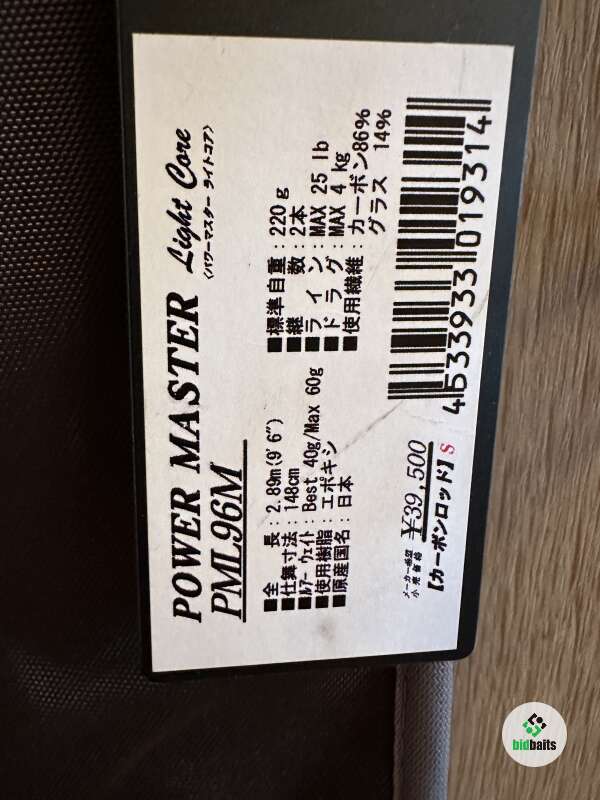 POWER MASTER Light Core
〈パワーマスター ライトコア〉
PML96M
■全　　長：2.89m(9′6″)
■仕舞寸法：148cm
■ルアーウェイト：Best 40g/Max 60g
■使用樹脂：エポキシ
■原産国名：日本
■標準自重：220g
■継　　数：2本
■ラ イ ン：MAX 25 lb
■ド ラ グ：MAX 4 kg
■使用繊維：カーボン86%
グラス 14%
メーカー希望
小売価格 ¥39,500
【カーボンロッド】S
4533933019314
bidbaits